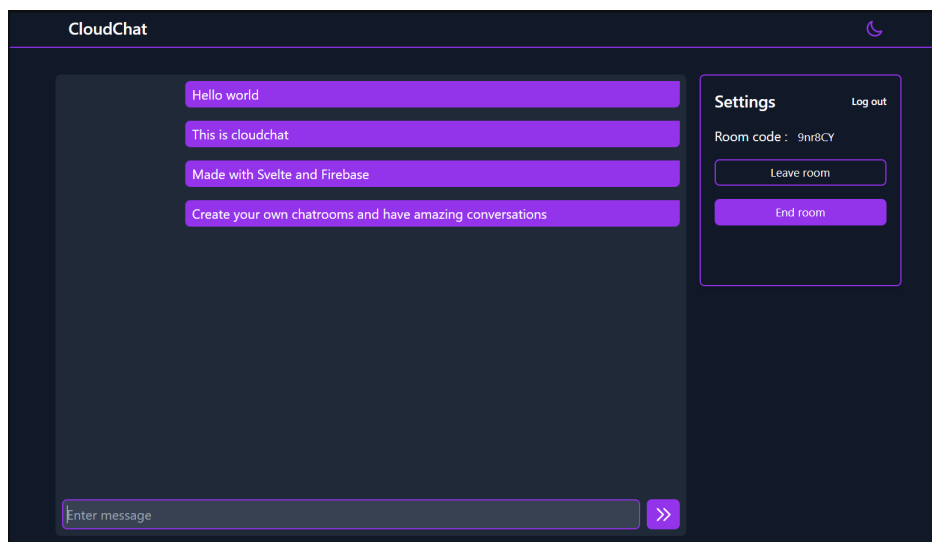 CloudChat
Hello world
This is cloudchat
Made with Svelte and Firebase
Create your own chatrooms and have amazing conversations
Enter message
Settings
Log out
Room code : 9nr8CY
Leave room
End room